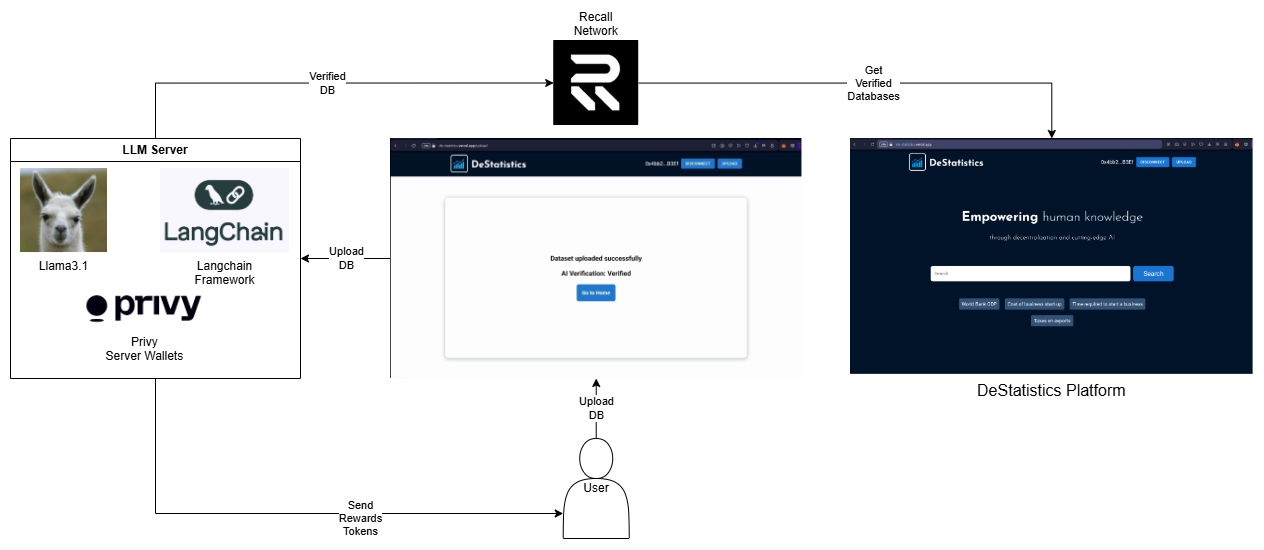 Recall
Network
Verified
DB
Get
Verified
Databases
LLM Server
LangChain
Llama3.1
Langchain
Framework
privy
Privy
Server Wallets
Upload
DB
DeStatistics
0x4bb2...B3E1
DISCONNECT
UPLOAD
Dataset uploaded successfully
AI Verification: Verified
Go to Home
DeStatistics
0x4bb2...B3E1
DISCONNECT
UPLOAD
Empowering human knowledge
through decentralization and cutting-edge AI
Search
Search
World Bank GDP
Cost of business start-up
Time required to start a business
Taxes on exports
DeStatistics Platform
Upload
DB
User
Send
Rewards
Tokens